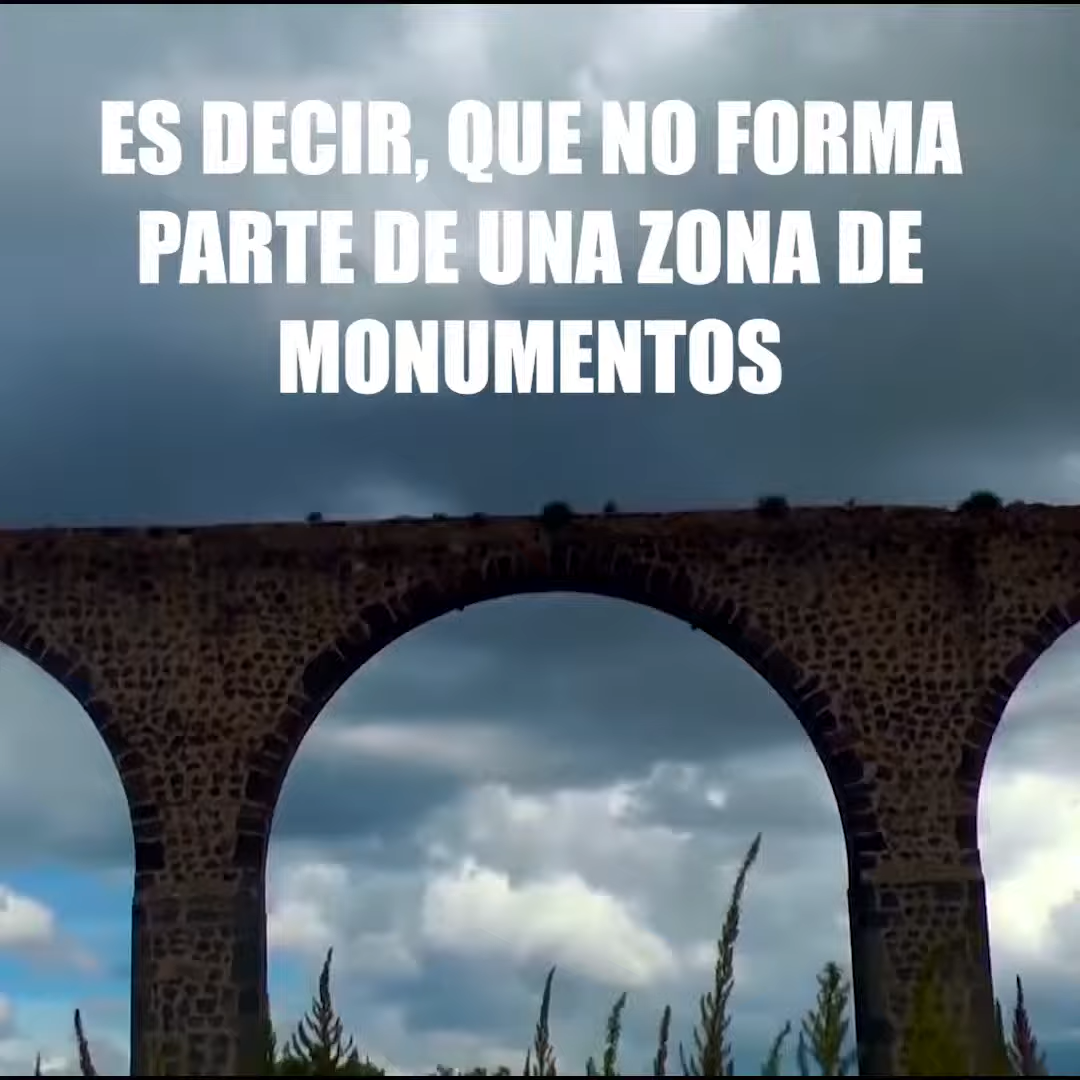 ES DECIR, QUE NO FORMA
PARTE DE UNA ZONA DE
MONUMENTOS